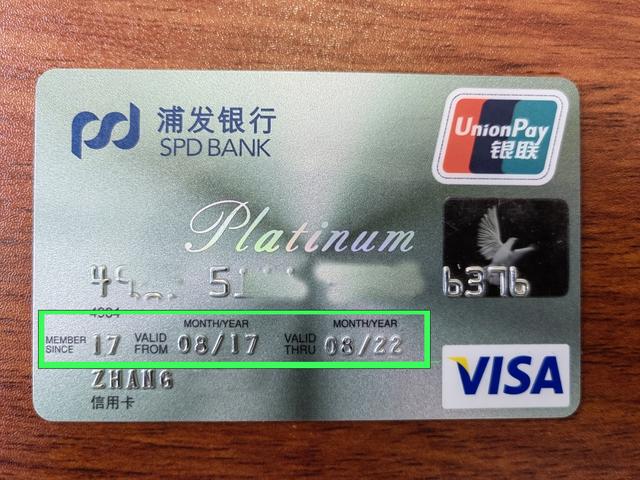 浦发银行
SPD BANK
UnionPay
银联
Platinum
6376
MONTH/YEAR MONTH/YEAR
MEMBER SINCE 17 VALID FROM 08/17 VALID THRU 08/22
ZHANG
信用卡
VISA